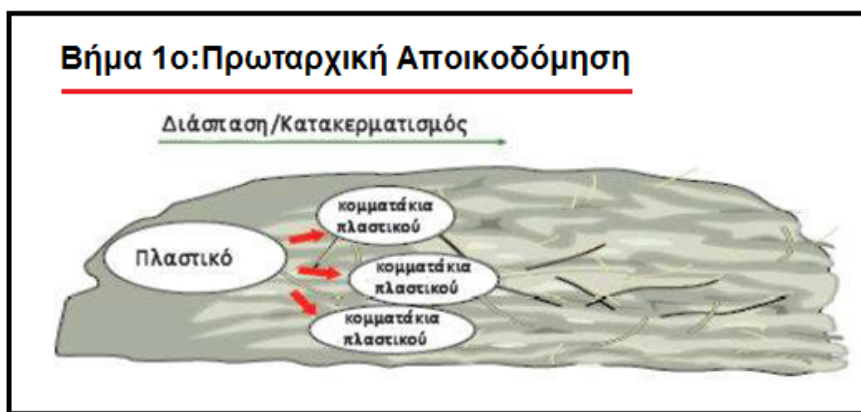 Βήμα 1ο:Πρωταρχική Αποικοδόμηση
Διάσπαση/Κατακερματισμός
Πλαστικό
κομματάκια
πλαστικού
κομματάκια
πλαστικού
κομματάκια
πλαστικού